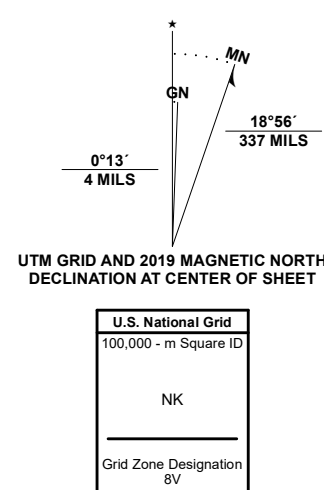 MN
GN
18°56´
337 MILS
0°13´
4 MILS
UTM GRID AND 2019 MAGNETIC NORTH
DECLINATION AT CENTER OF SHEET
U.S. National Grid
100,000 - m Square ID
NK
Grid Zone Designation
8V